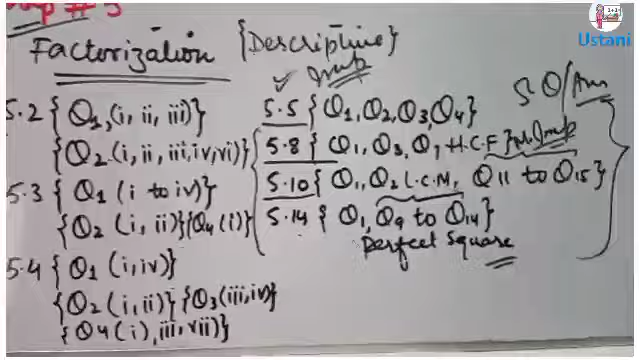 Factorization {Descriptive}
Imp
5.2 { Q1, (i, ii, iii)}
{Q2 (i, ii, iii, iv, vi)}
5.3 { Q1 (i to iv)}
{Q2 (i, ii)} {Q4 (i)}
5.4 { Q1 (i, iv)}
{Q2 (i, ii)} {Q3 (iii, iv)}
{Q4 (i), iii, vii)}
5.5 { Q1, Q2, Q3, Q4}
5.8 { Q1, Q3, Q7 H.C.F}
5.10 { Q1, Q2 L.C.M, Q11 to Q15}
5.14 { Q1, Q9 to Q14}
Perfect Square
Ustani